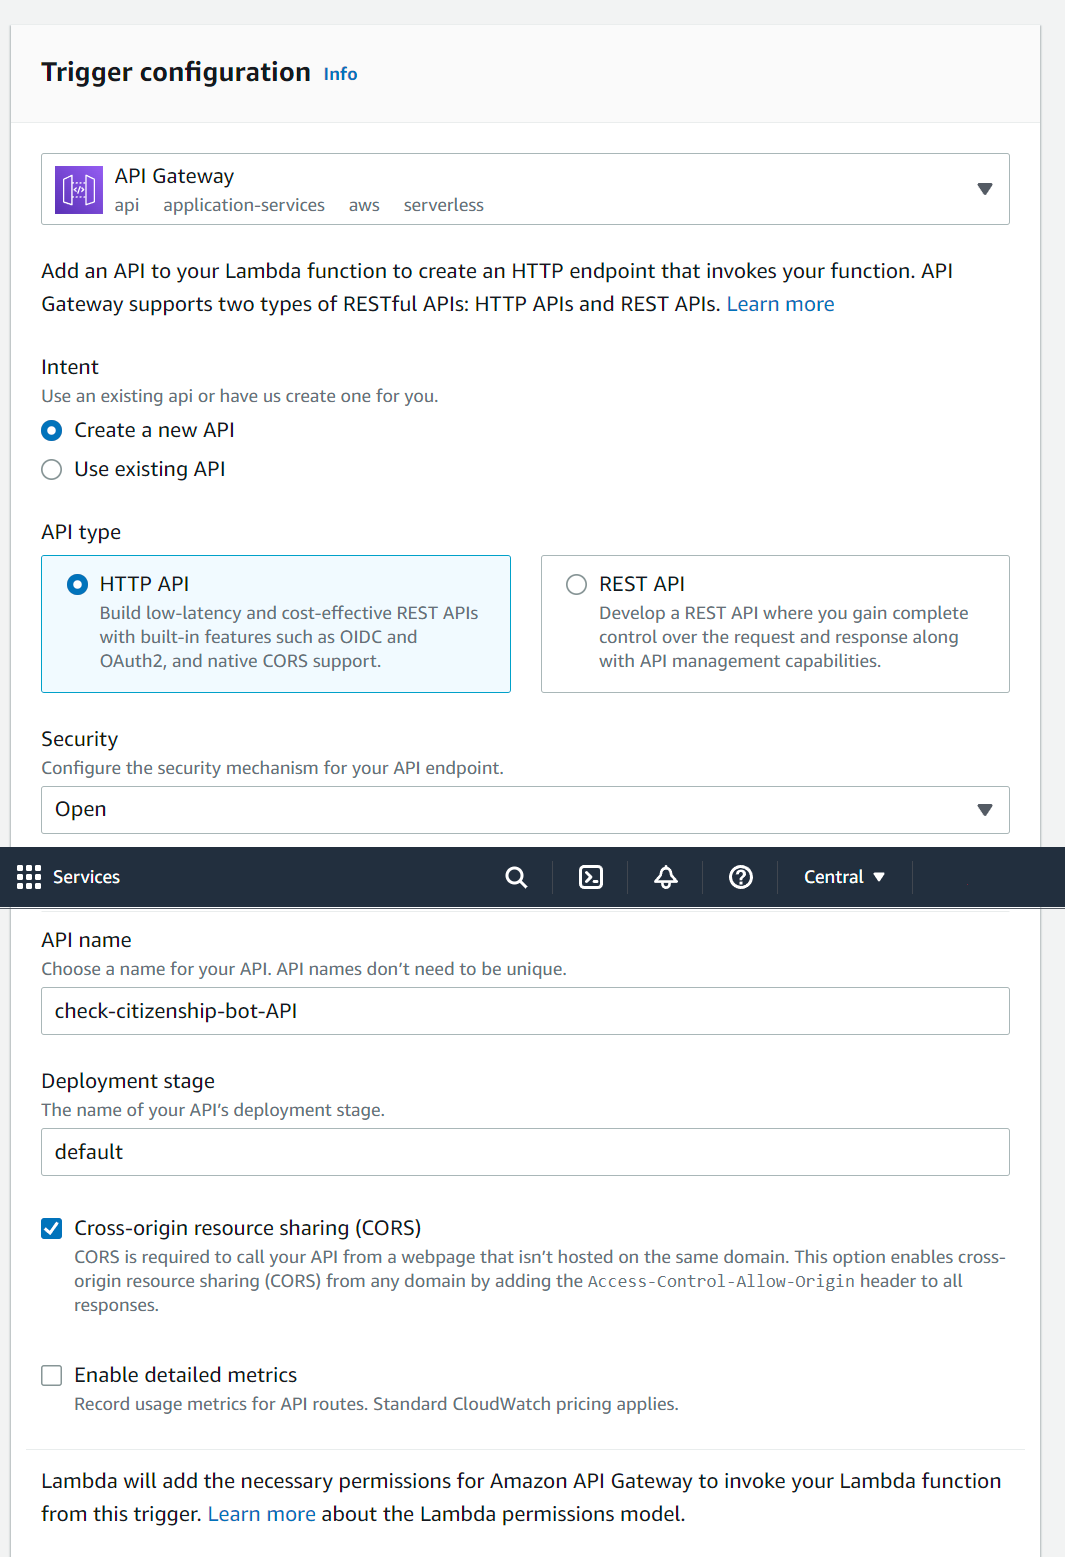 Trigger configuration Info
API Gateway
api application-services aws serverless
Add an API to your Lambda function to create an HTTP endpoint that invokes your function. API
Gateway supports two types of RESTful APIs: HTTP APIs and REST APIs. Learn more
Intent
Use an existing api or have us create one for you.
Create a new API
Use existing API
API type
HTTP API
Build low-latency and cost-effective REST APIs
with built-in features such as OIDC and
OAuth2, and native CORS support.
REST API
Develop a REST API where you gain complete
control over the request and response along
with API management capabilities.
Security
Configure the security mechanism for your API endpoint.
Open
Services Central
API name
Choose a name for your API. API names don’t need to be unique.
check-citizenship-bot-API
Deployment stage
The name of your API’s deployment stage.
default
Cross-origin resource sharing (CORS)
CORS is required to call your API from a webpage that isn’t hosted on the same domain. This option enables cross-
origin resource sharing (CORS) from any domain by adding the Access-Control-Allow-Origin header to all
responses.
Enable detailed metrics
Record usage metrics for API routes. Standard CloudWatch pricing applies.
Lambda will add the necessary permissions for Amazon API Gateway to invoke your Lambda function
from this trigger. Learn more about the Lambda permissions model.